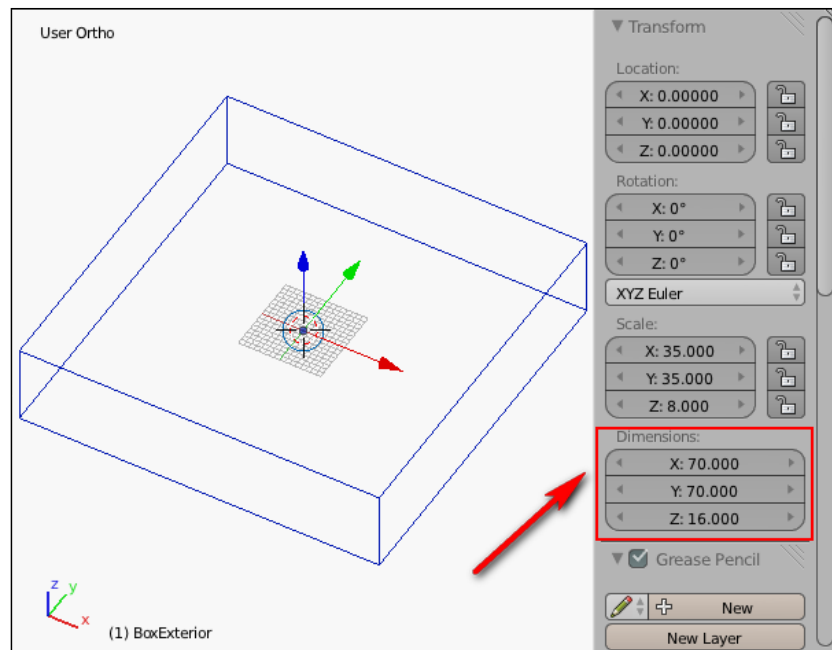 User Ortho
z
y
x
(1) BoxExterior
Transform
Location:
X: 0.00000
Y: 0.00000
Z: 0.00000
Rotation:
X: 0°
Y: 0°
Z: 0°
XYZ Euler
Scale:
X: 35.000
Y: 35.000
Z: 8.000
Dimensions:
X: 70.000
Y: 70.000
Z: 16.000
Grease Pencil
New
New Layer